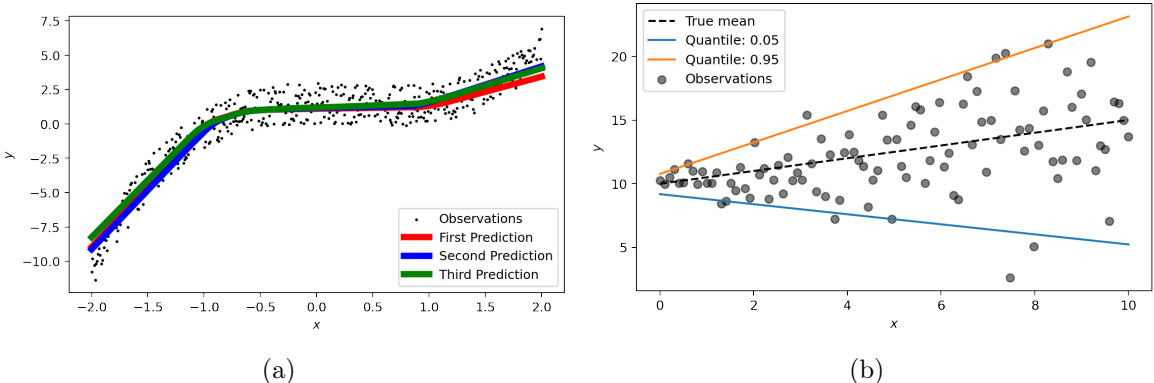 7.5
5.0
2.5
0.0
−2.5
−5.0
−7.5
−10.0
y
−2.0 −1.5 −1.0 −0.5 0.0 0.5 1.0 1.5 2.0
x
Observations
First Prediction
Second Prediction
Third Prediction
(a)
True mean
Quantile: 0.05
Quantile: 0.95
Observations
20
15
10
5
y
0 2 4 6 8 10
x
(b)